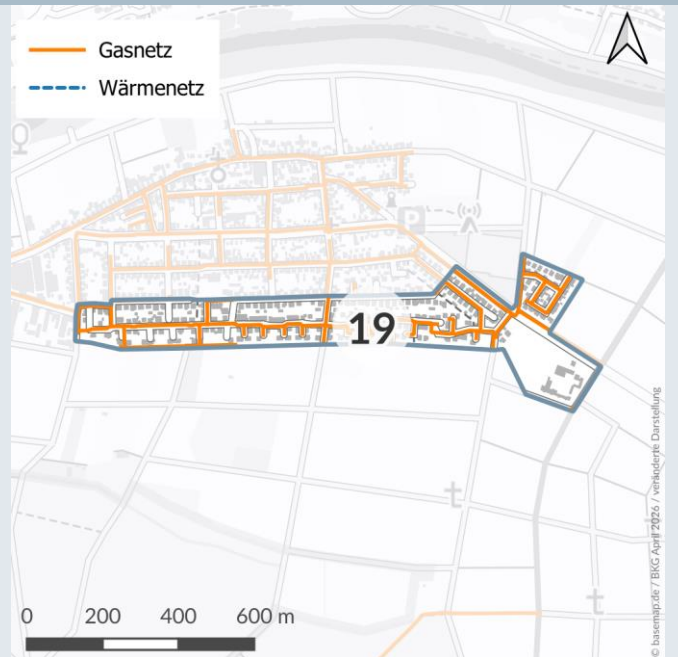 Gasnetz
Wärmenetz
P
19
0 200 400 600 m
© basemap.de / BKG April 2026 / veränderte Darstellung